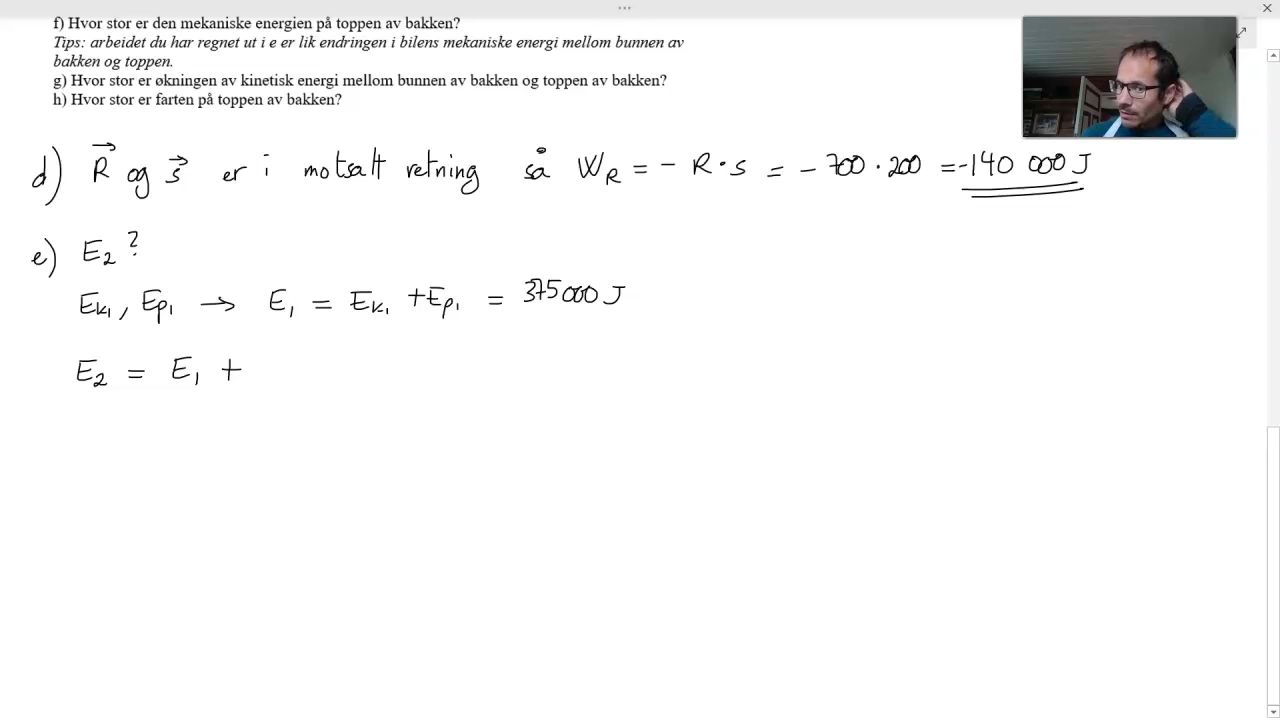 f) Hvor stor er den mekaniske energien på toppen av bakken?
Tips: arbeidet du har regnet ut i e er lik endringen i bilens mekaniske energi mellom bunnen av
bakken og toppen.
g) Hvor stor er økningen av kinetisk energi mellom bunnen av bakken og toppen av bakken?
h) Hvor stor er farten på toppen av bakken?
d) R⃗ og s⃗ er i motsatt retning så W_R = - R · s = - 700 · 200 = -140 000 J
e) E₂ ?
Ek₁, Ep₁ → E₁ = Ek₁ + Ep₁ = 375000 J
E₂ = E₁ +